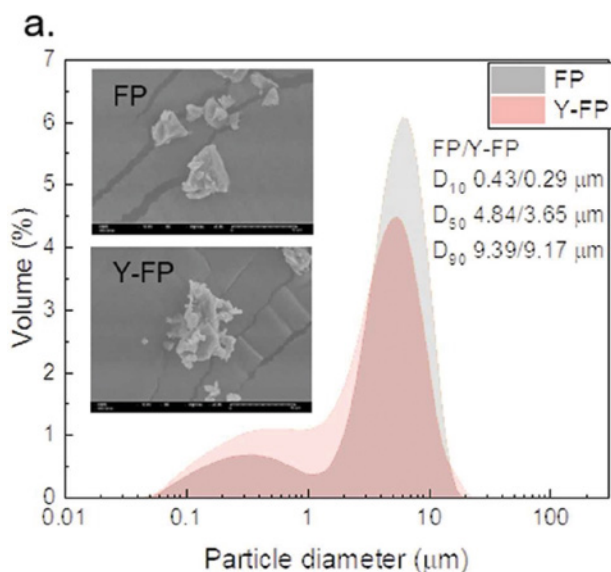 a.
7
6
5
4
3
2
1
0
Volume (%)
FP
Y-FP
FP
Y-FP
FP/Y-FP
D10 0.43/0.29 μm
D50 4.84/3.65 μm
D90 9.39/9.17 μm
0.01
0.1
1
10
100
Particle diameter (μm)